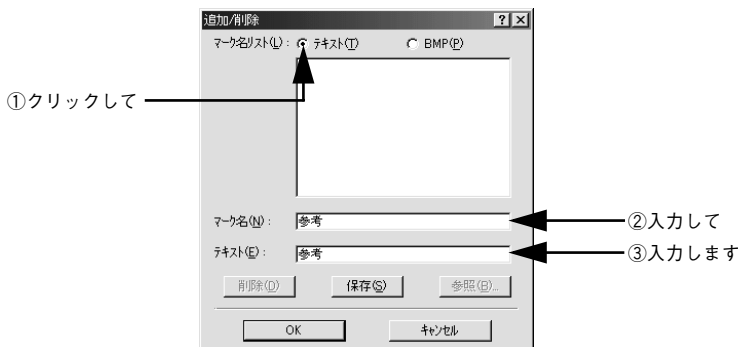 追加/削除
マーク名リスト(L): テキスト(T) BMP(P)
①クリックして
マーク名(N): 参考
②入力して
テキスト(E): 参考
③入力します
削除(D) 保存(S) 参照(B)...
OK キャンセル